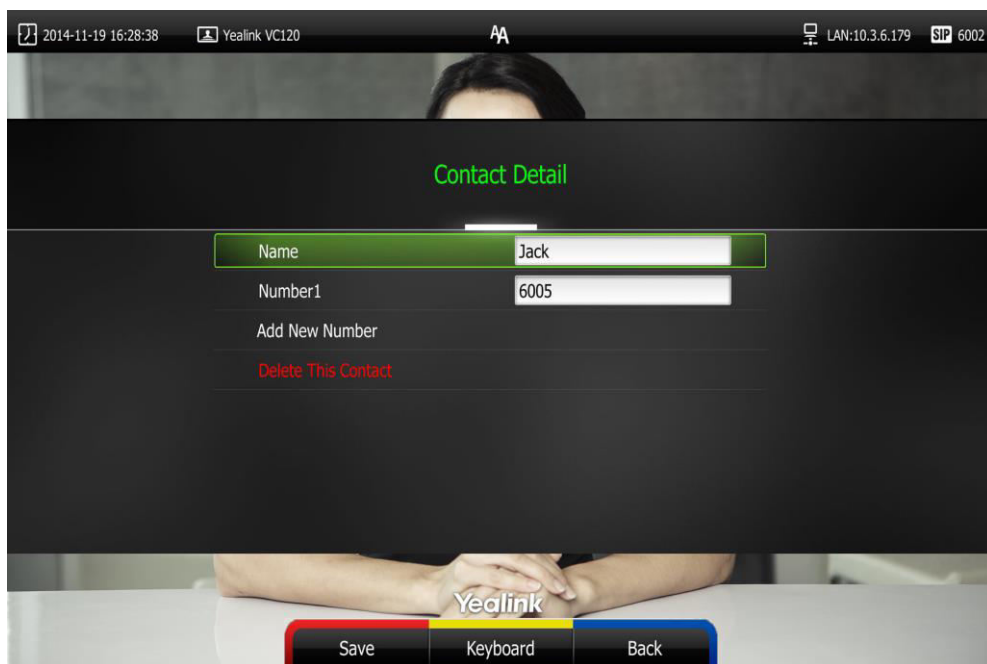 2014-11-19 16:28:38 Yealink VC120 AA LAN:10.3.6.179 SIP 6002
Contact Detail
Name Jack
Number1 6005
Add New Number
Delete This Contact
Yealink
Save Keyboard Back